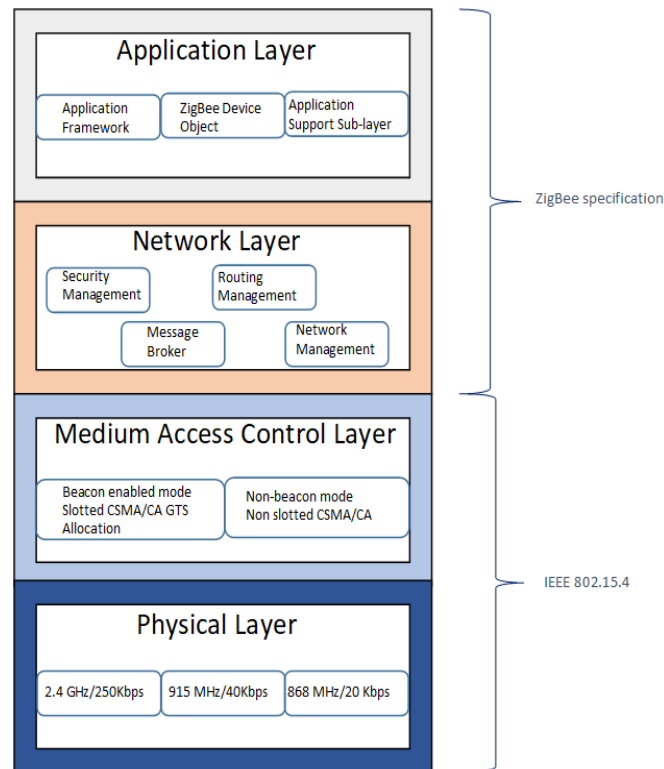 Application Layer
Application
Framework
ZigBee Device
Object
Application
Support Sub-layer
ZigBee specification
Network Layer
Security
Management
Routing
Management
Message
Broker
Network
Management
Medium Access Control Layer
Beacon enabled mode
Slotted CSMA/CA GTS
Allocation
Non-beacon mode
Non slotted CSMA/CA
IEEE 802.15.4
Physical Layer
2.4 GHz/250Kbps
915 MHz/40Kbps
868 MHz/20 Kbps